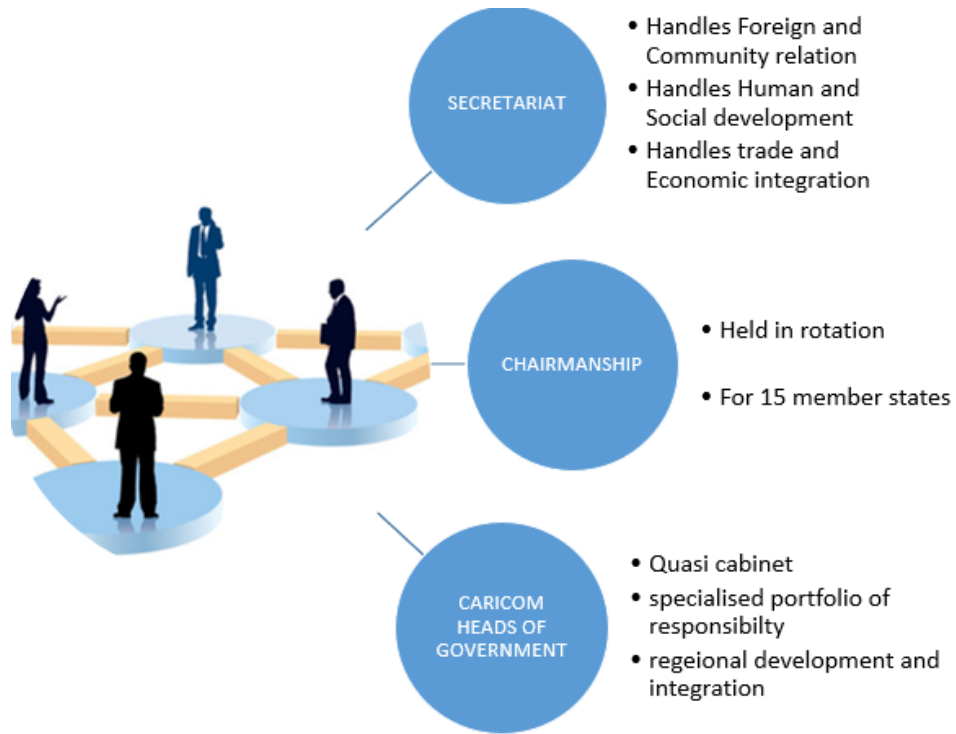 SECRETARIAT
• Handles Foreign and
Community relation
• Handles Human and
Social development
• Handles trade and
Economic integration
CHAIRMANSHIP
• Held in rotation
• For 15 member states
CARICOM
HEADS OF
GOVERNMENT
• Quasi cabinet
• specialised portfolio of
responsibilty
• regeional development and
integration